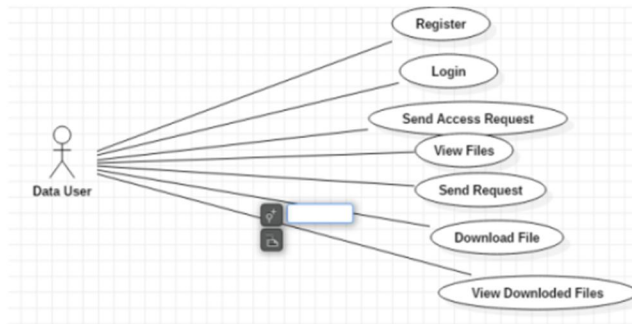 Register
Login
Send Access Request
View Files
Data User
Send Request
Download File
View Downloded Files